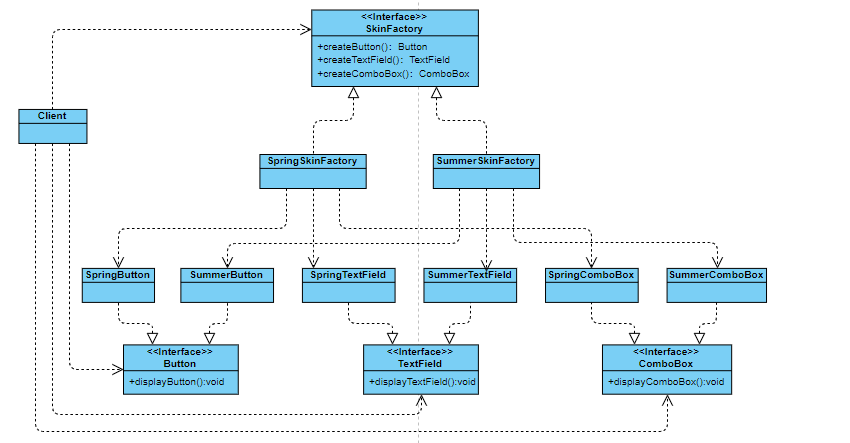 <<Interface>>
SkinFactory
+createButton(): Button
+createTextField(): TextField
+createComboBox(): ComboBox
Client
SpringSkinFactory
SummerSkinFactory
SpringButton
SummerButton
SpringTextField
SummerTextField
SpringComboBox
SummerComboBox
<<Interface>>
Button
+displayButton():void
<<Interface>>
TextField
+displayTextField():void
<<Interface>>
ComboBox
+displayComboBox():void